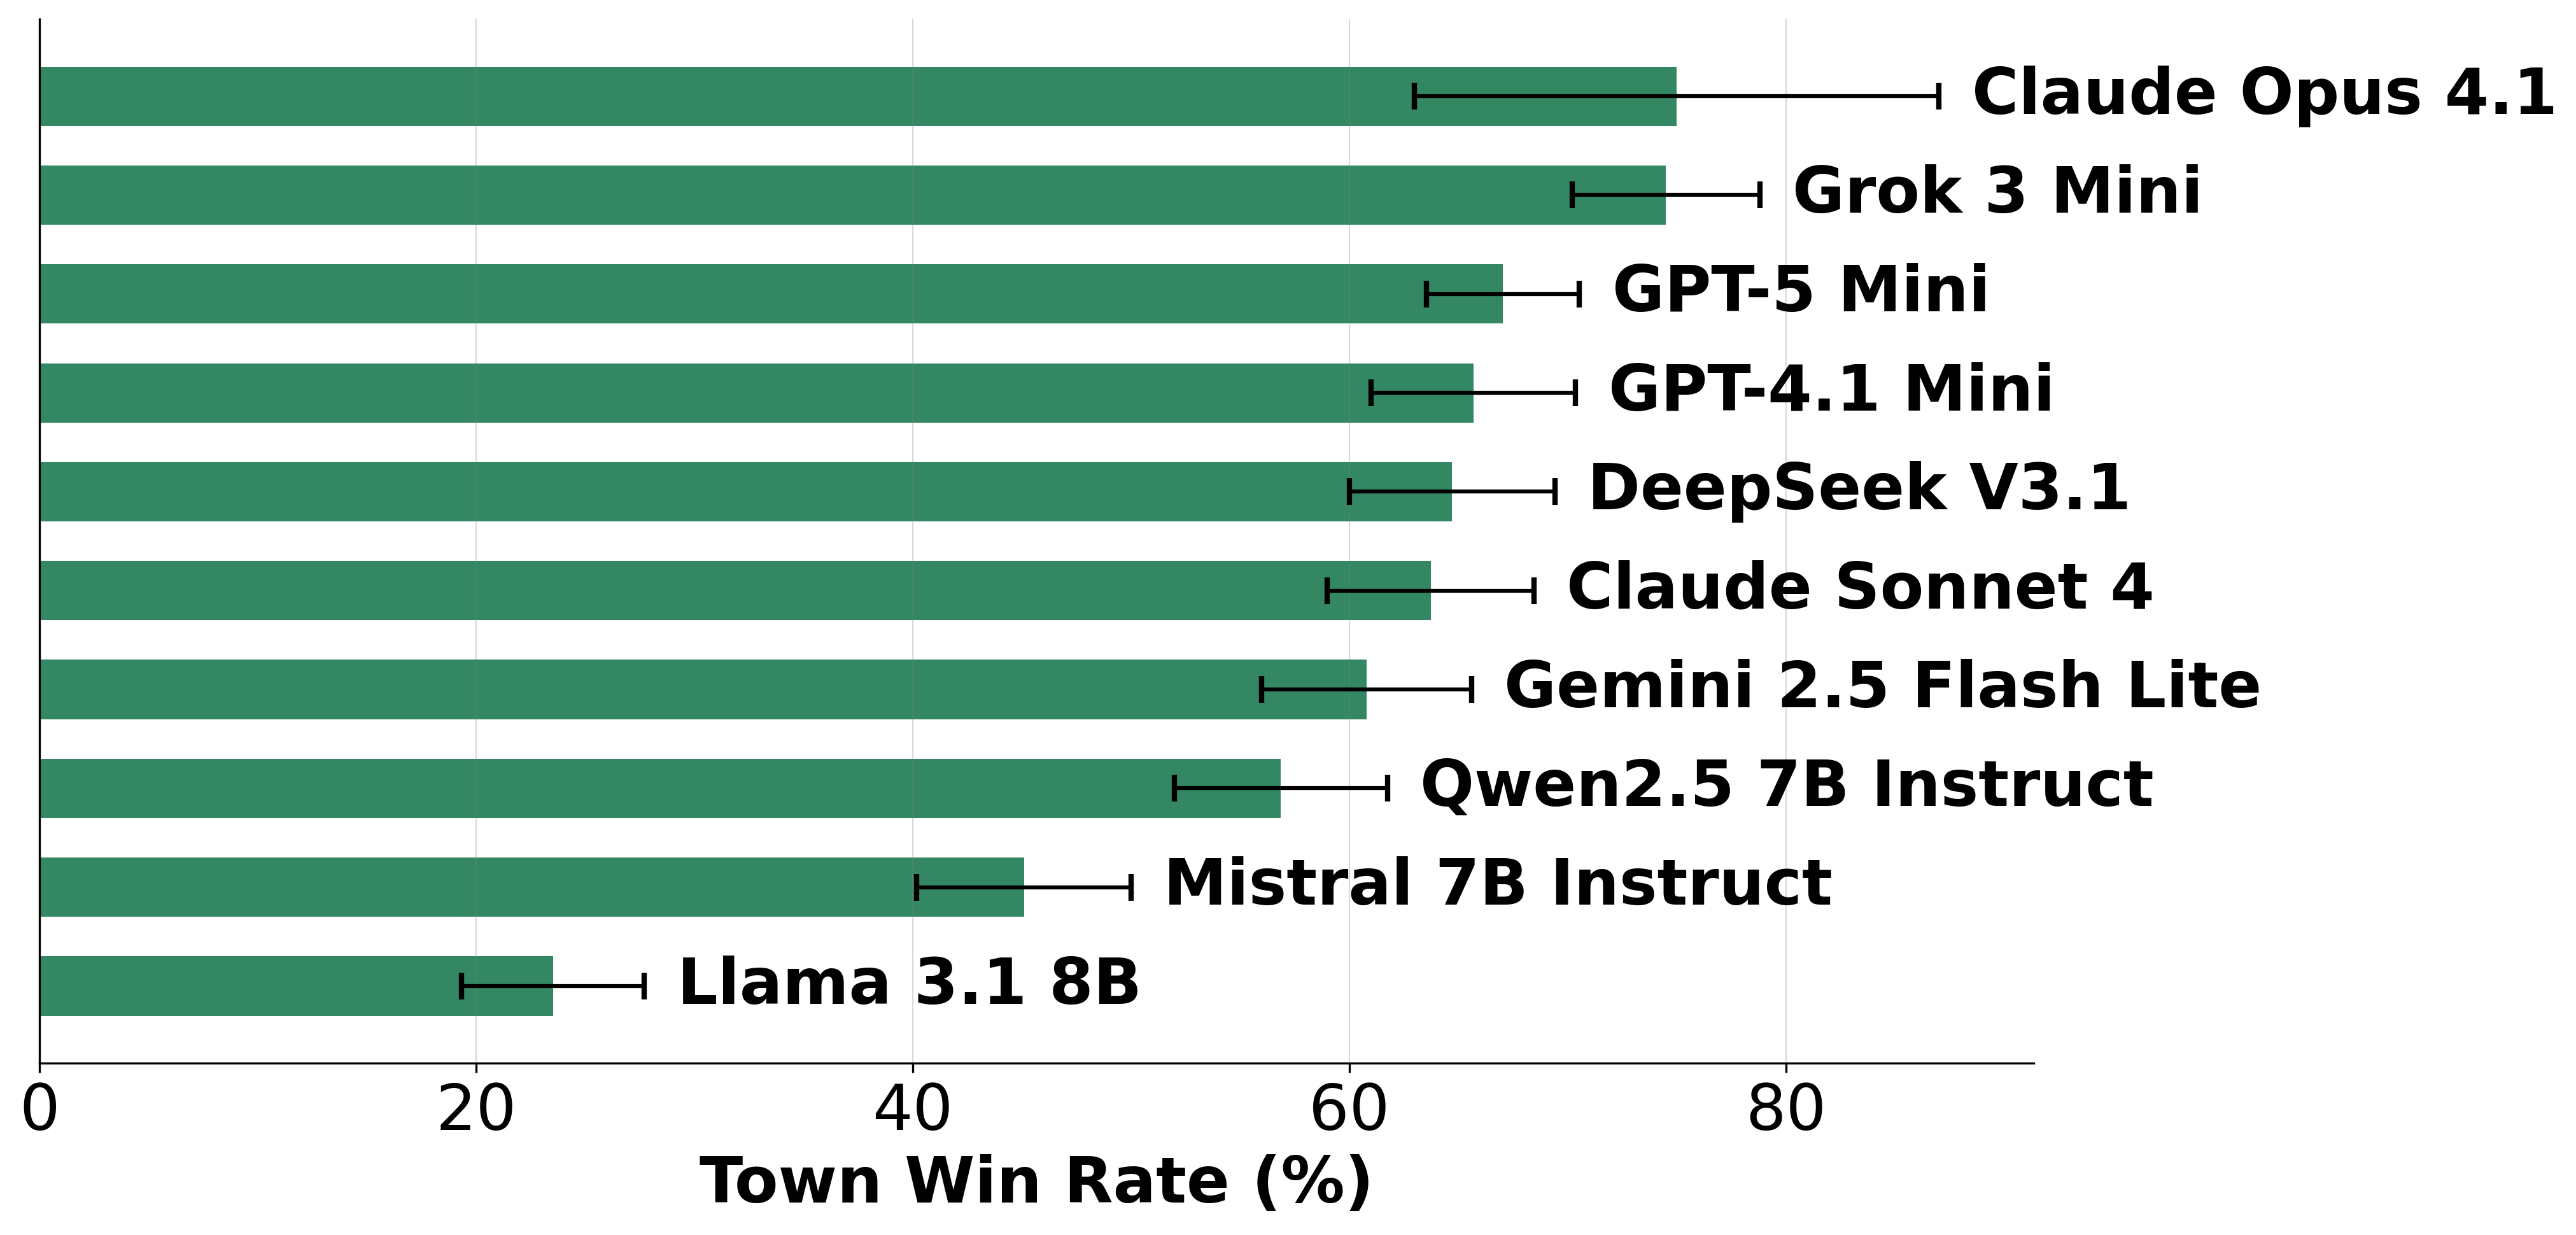 Claude Opus 4.1
Grok 3 Mini
GPT-5 Mini
GPT-4.1 Mini
DeepSeek V3.1
Claude Sonnet 4
Gemini 2.5 Flash Lite
Qwen2.5 7B Instruct
Mistral 7B Instruct
Llama 3.1 8B
0 20 40 60 80
Town Win Rate (%)